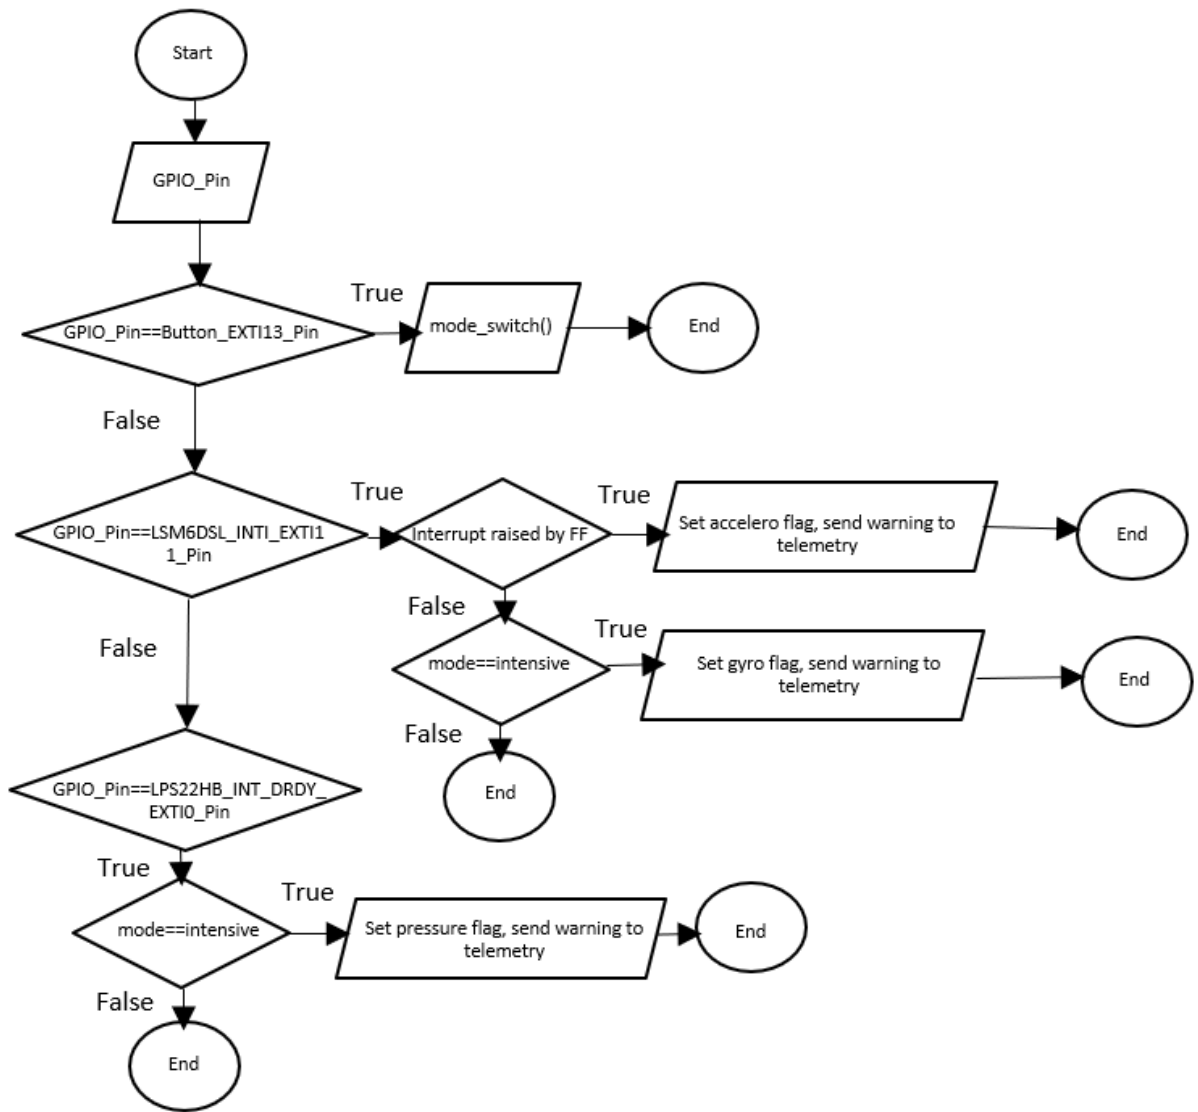 Start
GPIO_Pin
True
GPIO_Pin==Button_EXTI13_Pin
mode_switch()
End
False
True
True
GPIO_Pin==LSM6DSL_INTI_EXTI1
1_Pin
Interrupt raised by FF
Set accelero flag, send warning to
telemetry
End
False
True
False
mode==intensive
Set gyro flag, send warning to
telemetry
End
False
End
GPIO_Pin==LPS22HB_INT_DRDY_
EXTI0_Pin
True
True
mode==intensive
Set pressure flag, send warning to
telemetry
End
False
End